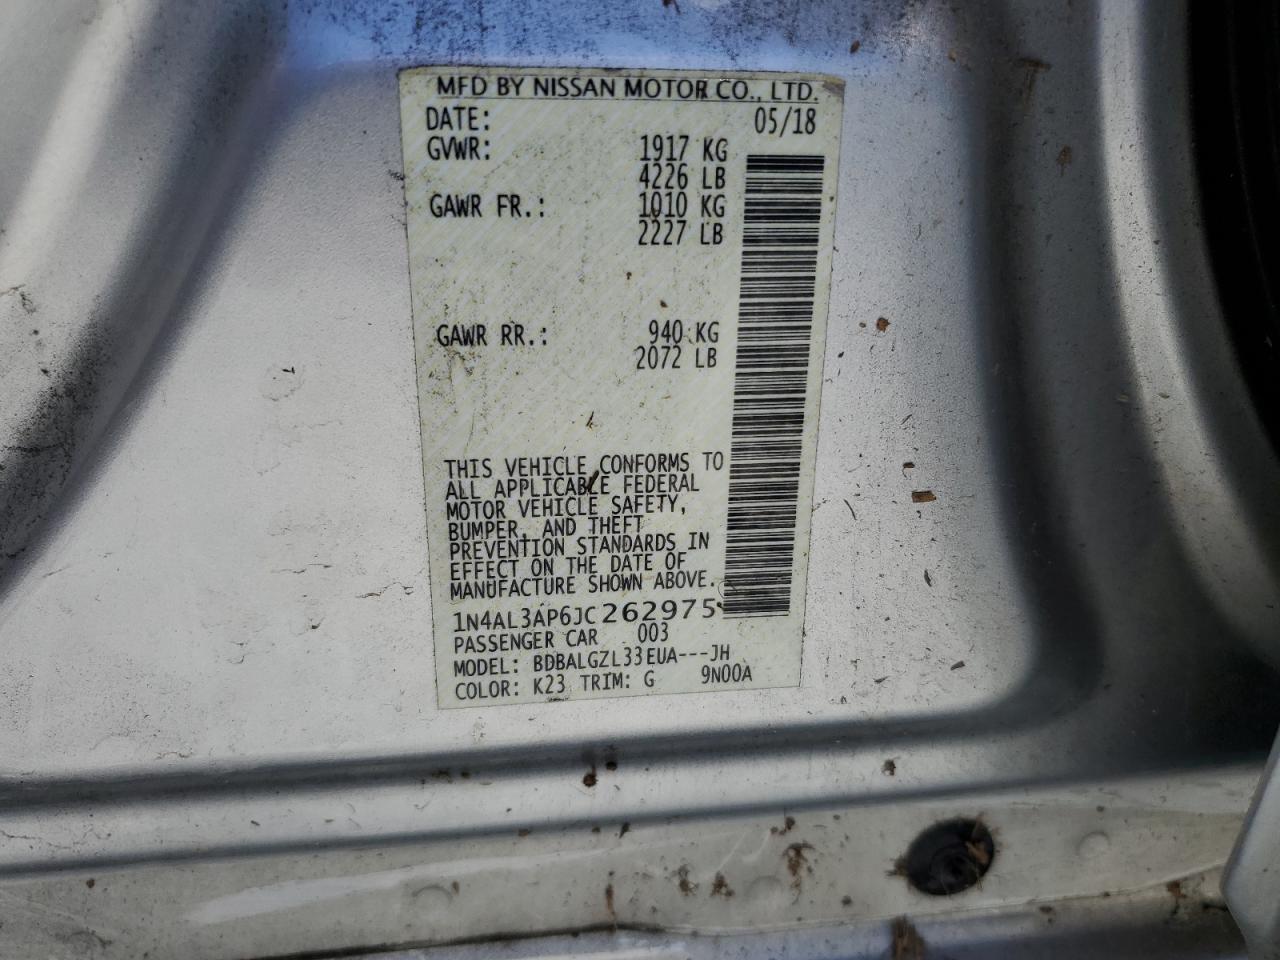 MFD BY NISSAN MOTOR CO., LTD.
DATE: 05/18
GVWR: 1917 KG
4226 LB
GAWR FR.: 1010 KG
2227 LB
GAWR RR.: 940 KG
2072 LB
THIS VEHICLE CONFORMS TO
ALL APPLICABLE FEDERAL
MOTOR VEHICLE SAFETY,
BUMPER, AND THEFT
PREVENTION STANDARDS IN
EFFECT ON THE DATE OF
MANUFACTURE SHOWN ABOVE.
1N4AL3AP6JC262975
PASSENGER CAR 003
MODEL: BDBALGZL33EUA---JH
COLOR: K23 TRIM: G 9N00A